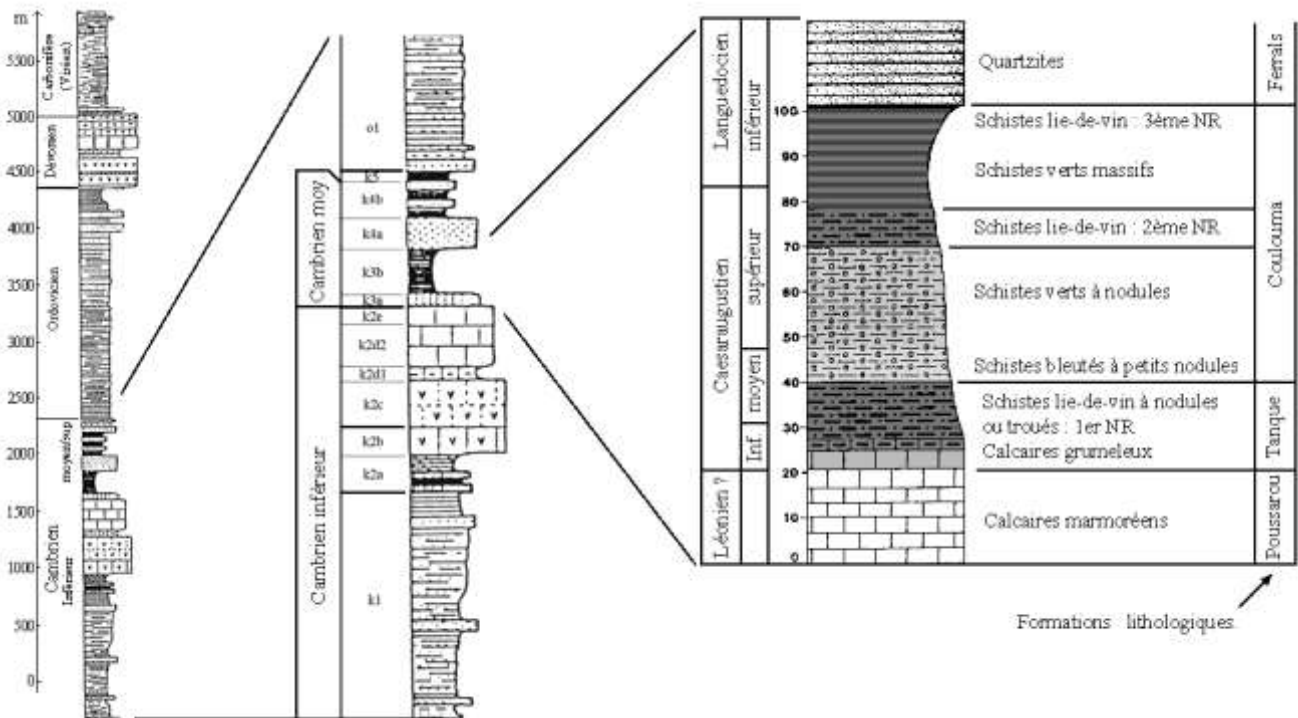 m
5500
5000
4500
4000
3500
3000
2500
2000
1500
1000
500
0
Carbonifère
(Viséen)
Dévonien
Ordovicien
moyen/sup
Cambrien
Inférieur
Cambrien moy
Cambrien inférieur
o1
k5
k4b
k4a
k3b
k3a
k2e
k2d2
k2d1
k2c
k2b
k2a
k1
Languedocien
inférieur
Caesaraugustien
supérieur
moyen
Inf.
Léonien ?
100
90
80
70
60
50
40
30
20
10
0
Quartzites
Schistes lie-de-vin : 3ème NR
Schistes verts massifs
Schistes lie-de-vin : 2ème NR
Schistes verts à nodules
Schistes bleutés à petits nodules
Schistes lie-de-vin à nodules
ou troués : 1er NR
Calcaires grumeleux
Calcaires marmoréens
Ferrals
Coulouma
Tanque
Poussarou
Formations lithologiques.